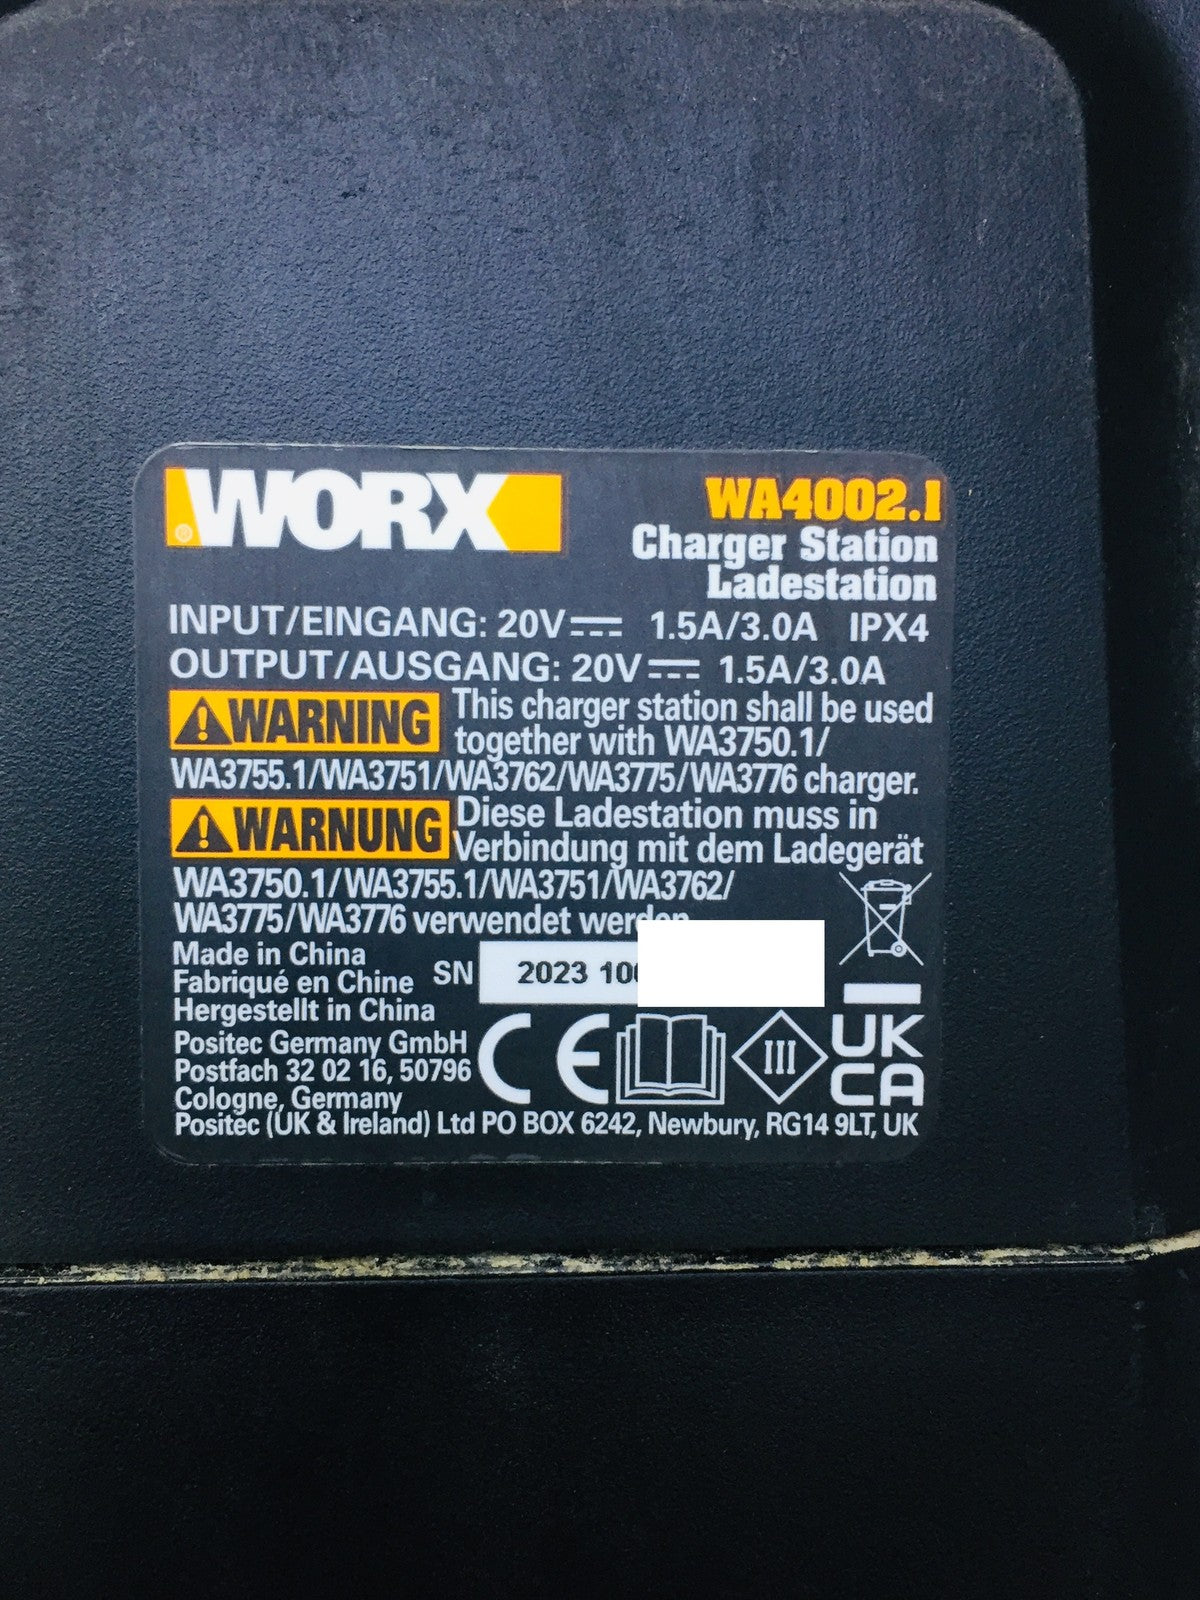 WORX
®
WA4002.1
Charger Station
Ladestation
INPUT/EINGANG: 20V 1.5A/3.0A IPX4
OUTPUT/AUSGANG: 20V 1.5A/3.0A
WARNING This charger station shall be used
together with WA3750.1/
WA3755.1/WA3751/WA3762/WA3775/WA3776 charger.
WARNUNG Diese Ladestation muss in
Verbindung mit dem Ladegerät
WA3750.1/WA3755.1/WA3751/WA3762/
WA3775/WA3776 verwendet werden
Made in China
Fabriqué en Chine
Hergestellt in China
SN 2023
Positec Germany GmbH
Postfach 32 02 16, 50796
Cologne, Germany
Positec (UK & Ireland) Ltd PO BOX 6242, Newbury, RG14 9LT, UK
CE
III
UK
CA